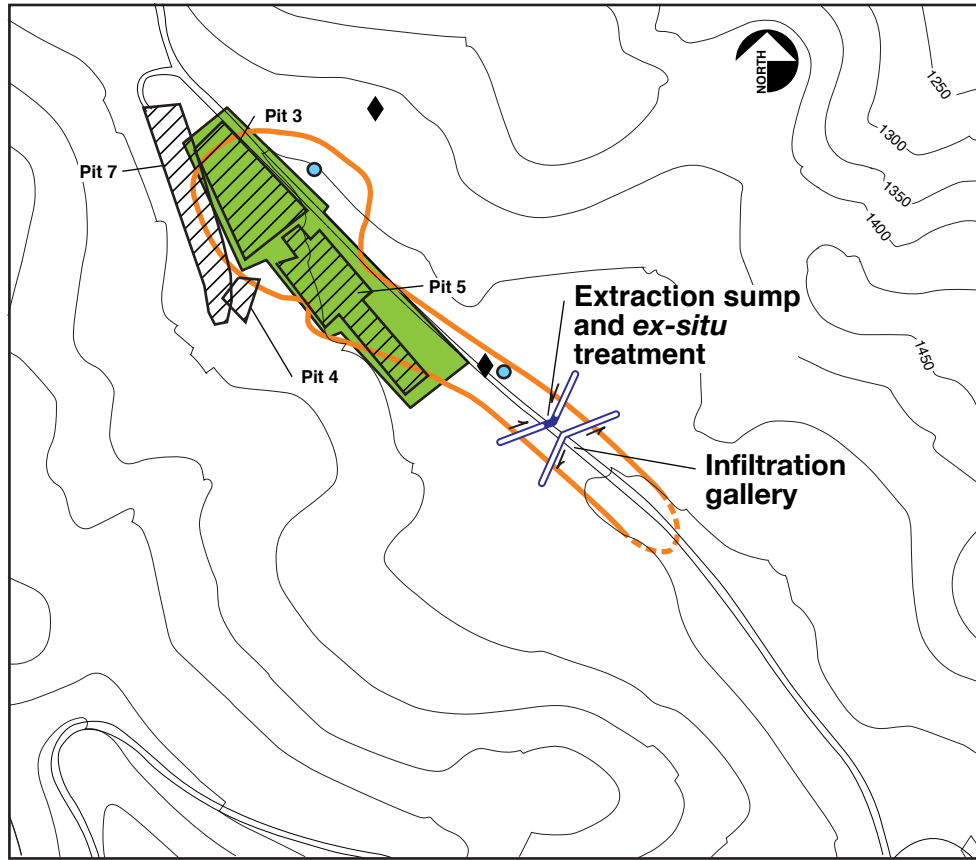 NORTH
1250
Pit 3
1300
Pit 7
1350
1400
Pit 5
Extraction sump
and ex-situ
treatment
1450
Pit 4
Infiltration
gallery